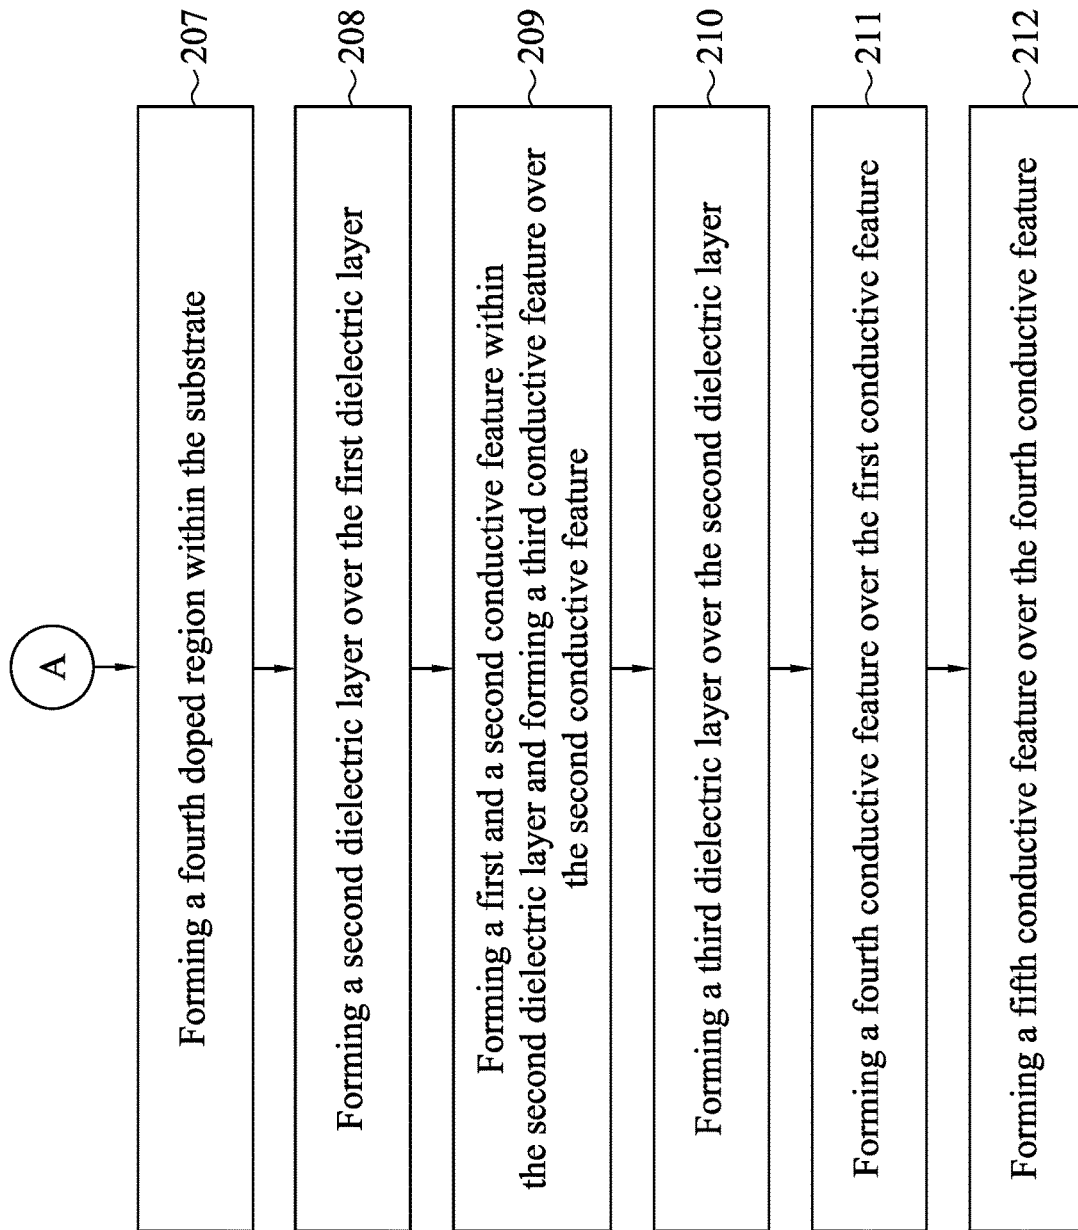 A
Forming a fourth doped region within the substrate
207
Forming a second dielectric layer over the first dielectric layer
208
Forming a first and a second conductive feature within
the second dielectric layer and forming a third conductive feature over
the second conductive feature
209
Forming a third dielectric layer over the second dielectric layer
210
Forming a fourth conductive feature over the first conductive feature
211
Forming a fifth conductive feature over the fourth conductive feature
212